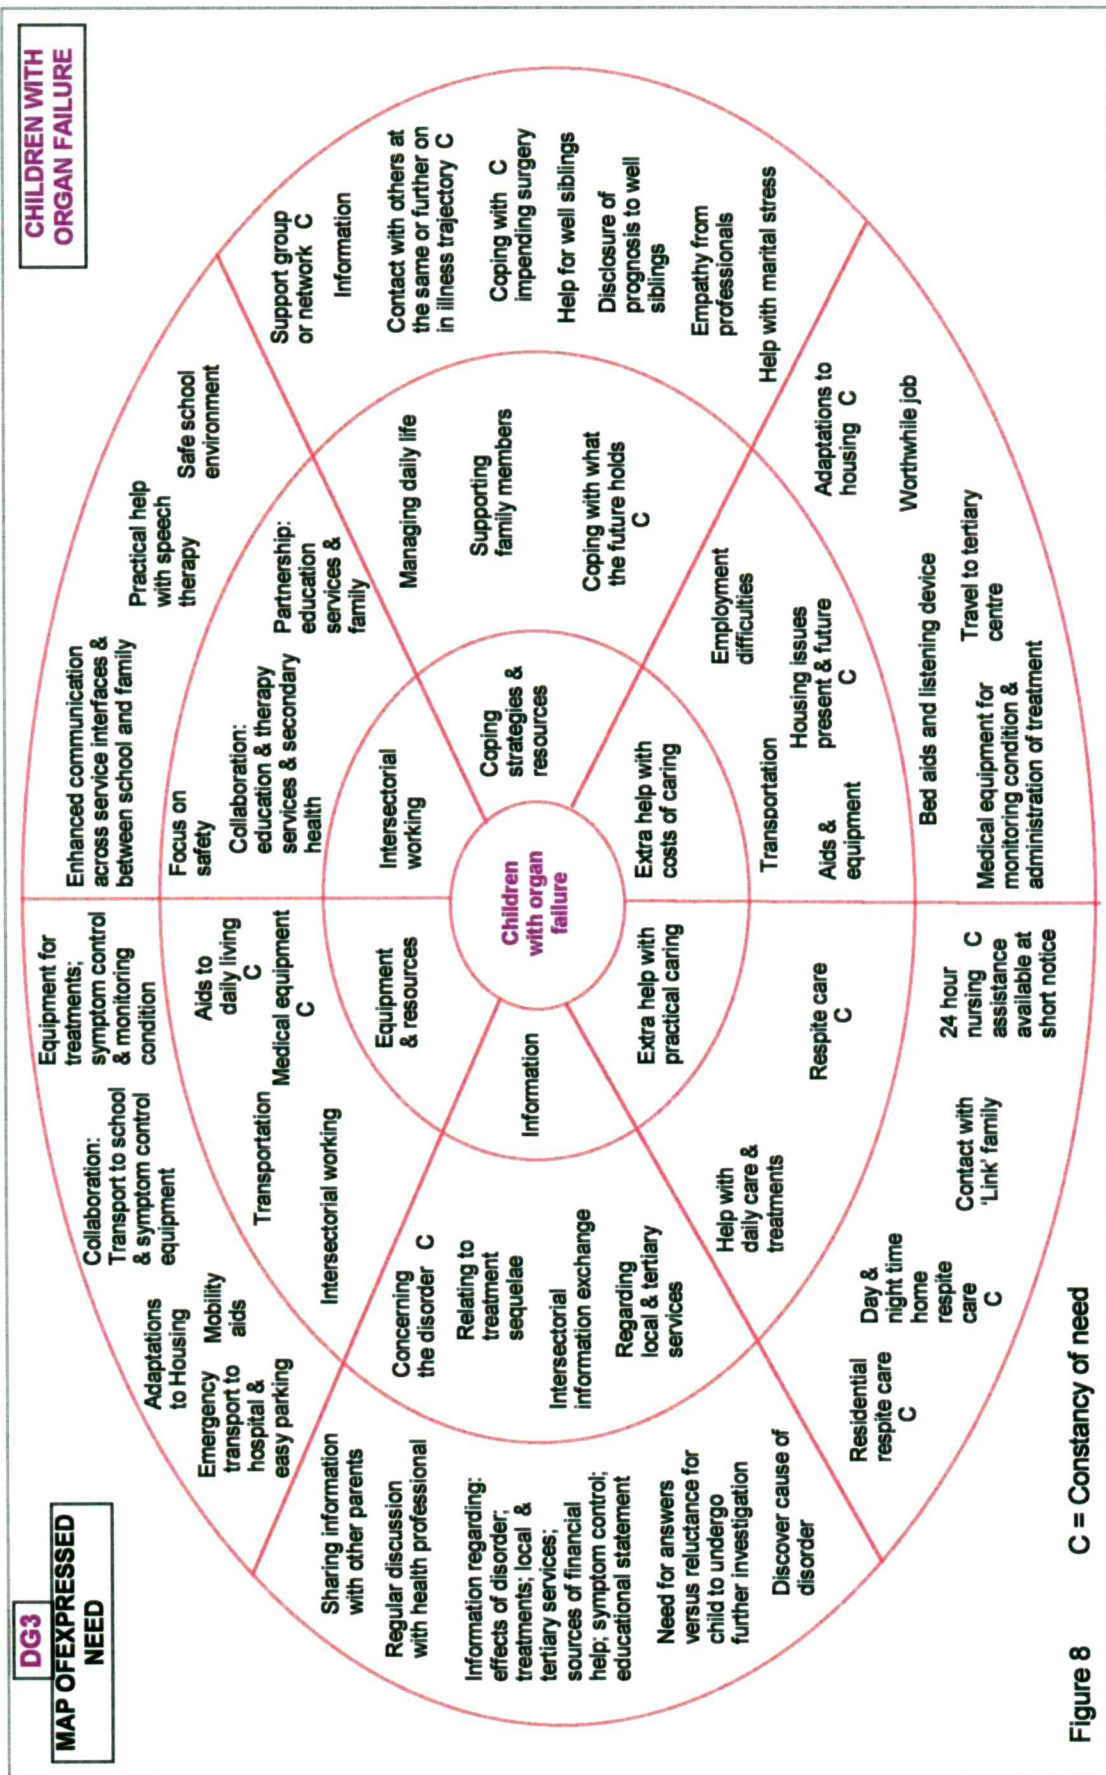 DG3
MAP OFEXPRESSED
NEED
CHILDREN WITH
ORGAN FAILURE
Children
with organ
failure
Equipment
& resources
Aids to
daily living
C
Medical equipment
C
Transportation
Intersectorial working
Equipment for
treatments;
symptom control
& monitoring
condition
Collaboration:
Transport to school
& symptom control
equipment
Adaptations
to Housing
Mobility
aids
Emergency
transport to
hospital &
easy parking
Intersectorial
working
Focus on
safety
Collaboration:
education & therapy
services & secondary
health
Partnership:
education
services &
family
Enhanced communication
across service interfaces &
between school and family
Practical help
with speech
therapy
Safe school
environment
Coping
strategies &
resources
Managing daily life
Supporting
family members
Coping with what
the future holds
C
Support group
or network C
Information
Contact with others at
the same or further on
in illness trajectory C
Coping with C
impending surgery
Help for well siblings
Disclosure of
prognosis to well
siblings
Empathy from
professionals
Help with marital stress
Extra help with
costs of caring
Employment
difficulties
Housing issues
present & future
C
Transportation
Aids &
equipment
Adaptations to
housing C
Worthwhile job
Travel to tertiary
centre
Bed aids and listening device
Medical equipment for
monitoring condition &
administration of treatment
Extra help with
practical caring
Respite care
C
Help with
daily care &
treatments
24 hour
nursing C
assistance
available at
short notice
Contact with
'Link' family
Day &
night time
home
respite
care
C
Residential
respite care
C
Information
Concerning
the disorder C
Relating to
treatment
sequelae
Intersectorial
information exchange
Regarding
local & tertiary
services
Sharing information
with other parents
Regular discussion
with health professional
Information regarding:
effects of disorder;
treatments; local &
tertiary services;
sources of financial
help; symptom control;
educational statement
Need for answers
versus reluctance for
child to undergo
further investigation
Discover cause of
disorder
Figure 8
C = Constancy of need